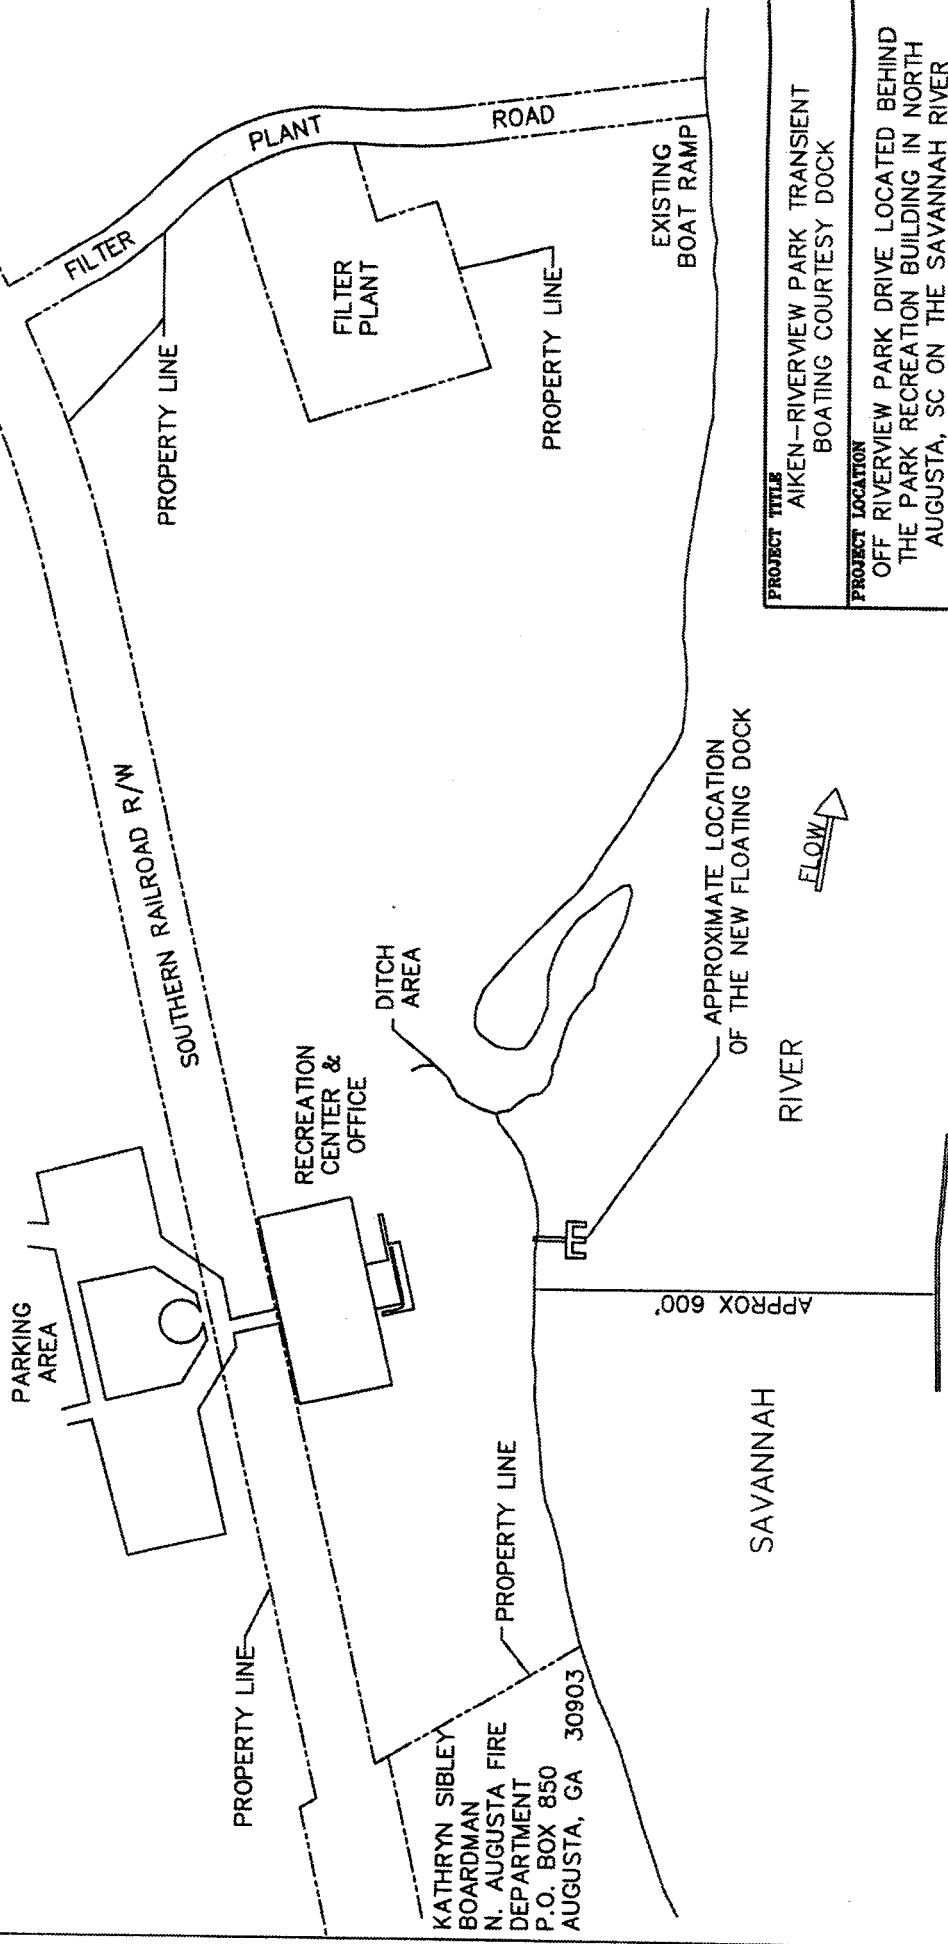 PARKING
AREA
PROPERTY LINE
SOUTHERN RAILROAD R/W
PROPERTY LINE
FILTER
PLANT
ROAD
FILTER
PLANT
PROPERTY LINE
EXISTING
BOAT RAMP
RECREATION
CENTER &
OFFICE
DITCH
AREA
KATHRYN SIBLEY
BOARDMAN
N. AUGUSTA FIRE
DEPARTMENT
P.O. BOX 850
AUGUSTA, GA 30903
PROPERTY LINE
APPROXIMATE LOCATION
OF THE NEW FLOATING DOCK
APPROX 600'
SAVANNAH
RIVER
FLOW
PROJECT TITLE
AIKEN-RIVERVIEW PARK TRANSIENT
BOATING COURTESY DOCK
PROJECT LOCATION
OFF RIVERVIEW PARK DRIVE LOCATED BEHIND
THE PARK RECREATION BUILDING IN NORTH
AUGUSTA, SC ON THE SAVANNAH RIVER